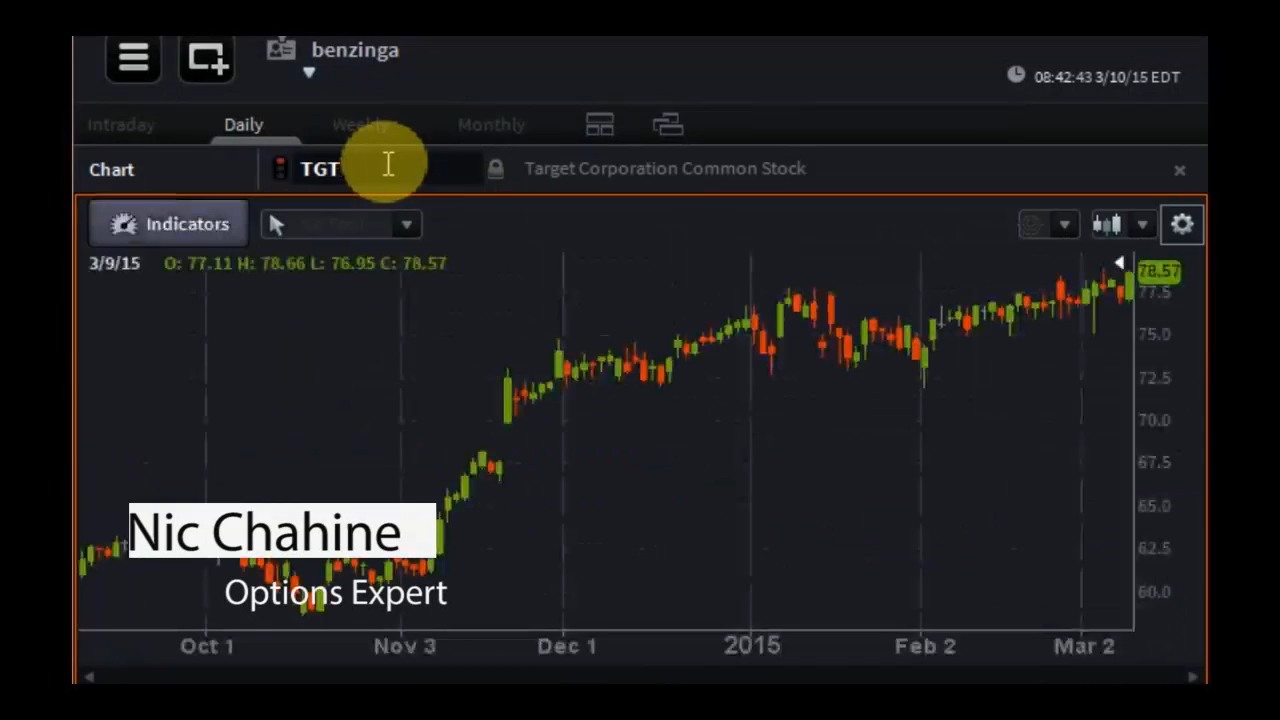 benzinga
08:42:43 3/10/15 EDT
Intraday Daily Weekly Monthly
Chart TGT Target Corporation Common Stock
Indicators
3/9/15 O: 77.11 H: 78.66 L: 76.95 C: 78.57
78.57
77.5
75.0
72.5
70.0
67.5
65.0
62.5
60.0
Nic Chahine
Options Expert
Oct 1 Nov 3 Dec 1 2015 Feb 2 Mar 2